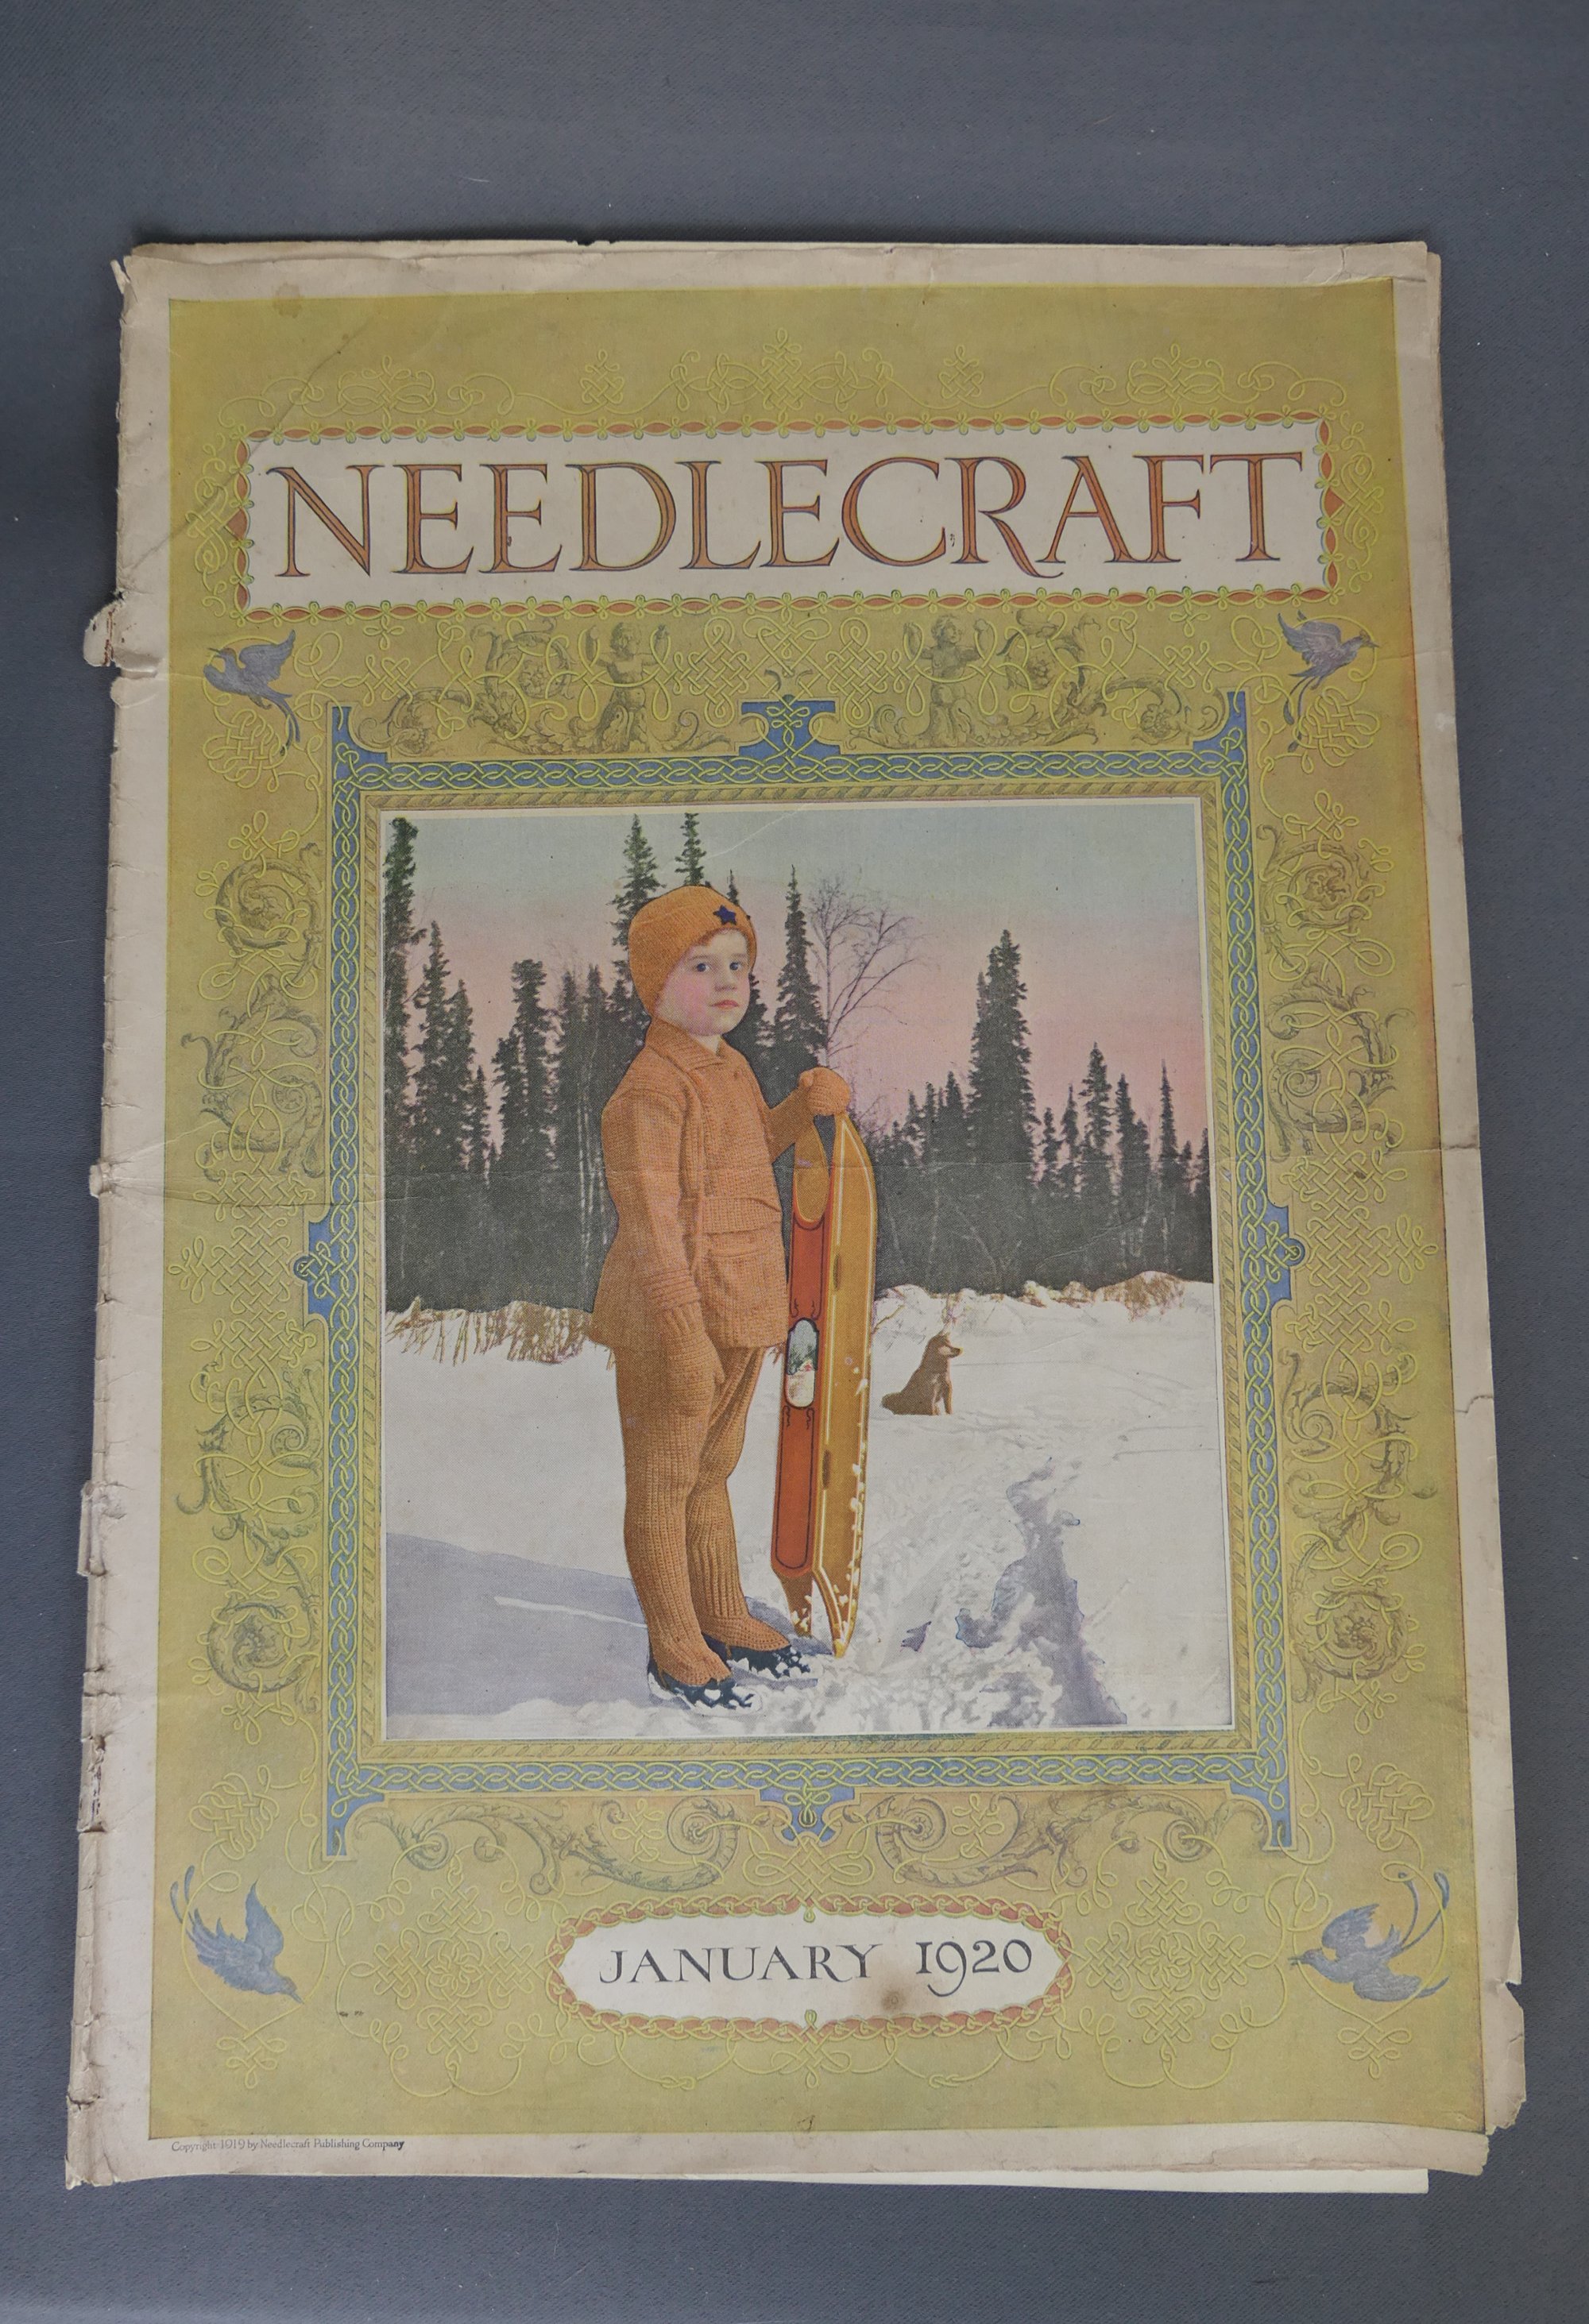 NEEDLECRAFT
JANUARY 1920
Copyright 1919 by Needlecraft Publishing Company